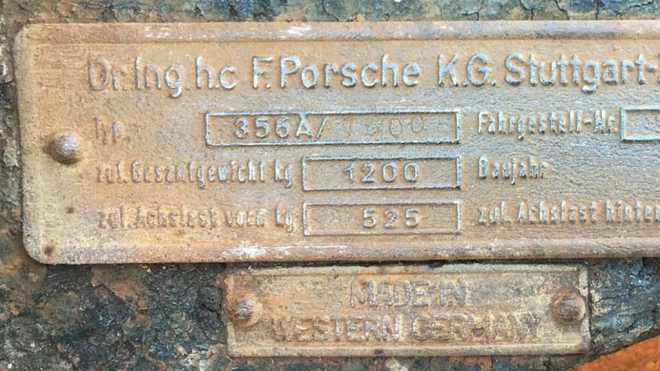 Dr.Ing.h.c F.Porsche K.G. Stuttgart-
Typ. 356A/1600 Fahrgestell-Nr.
zul.Gesamtgewicht kg 1200 Baujahr
zul.Achslast vorn kg 525 zul.Achslast hinten
MADE IN
WESTERN GERMANY